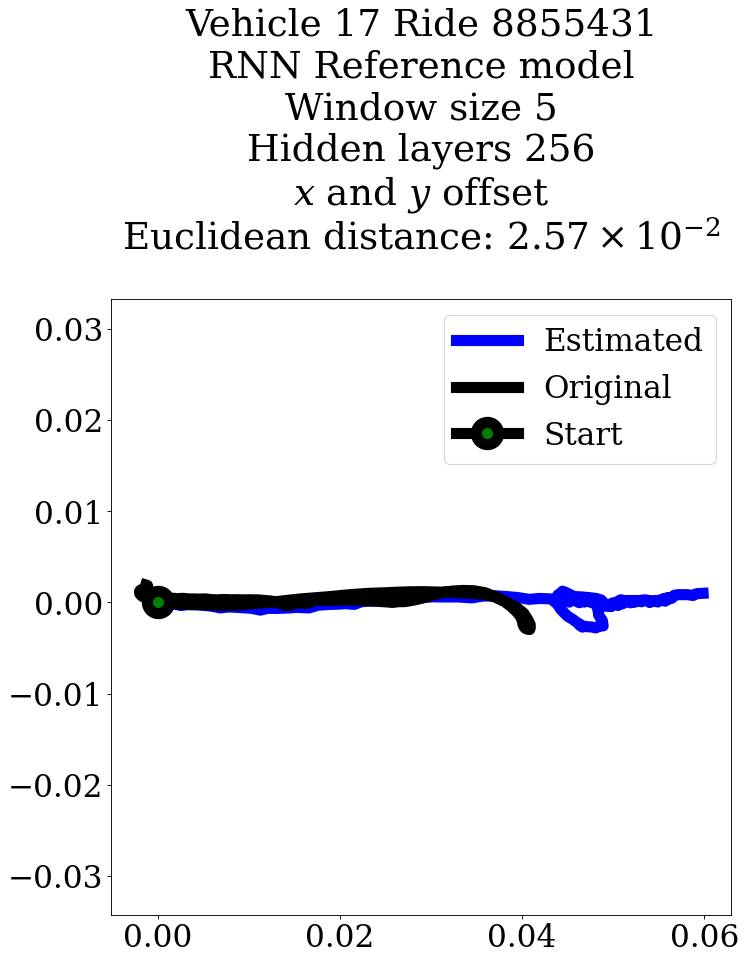 Vehicle 17 Ride 8855431
RNN Reference model
Window size 5
Hidden layers 256
x and y offset
Euclidean distance: 2.57 × 10⁻²
Estimated
Original
Start
0.03
0.02
0.01
0.00
−0.01
−0.02
−0.03
0.00 0.02 0.04 0.06